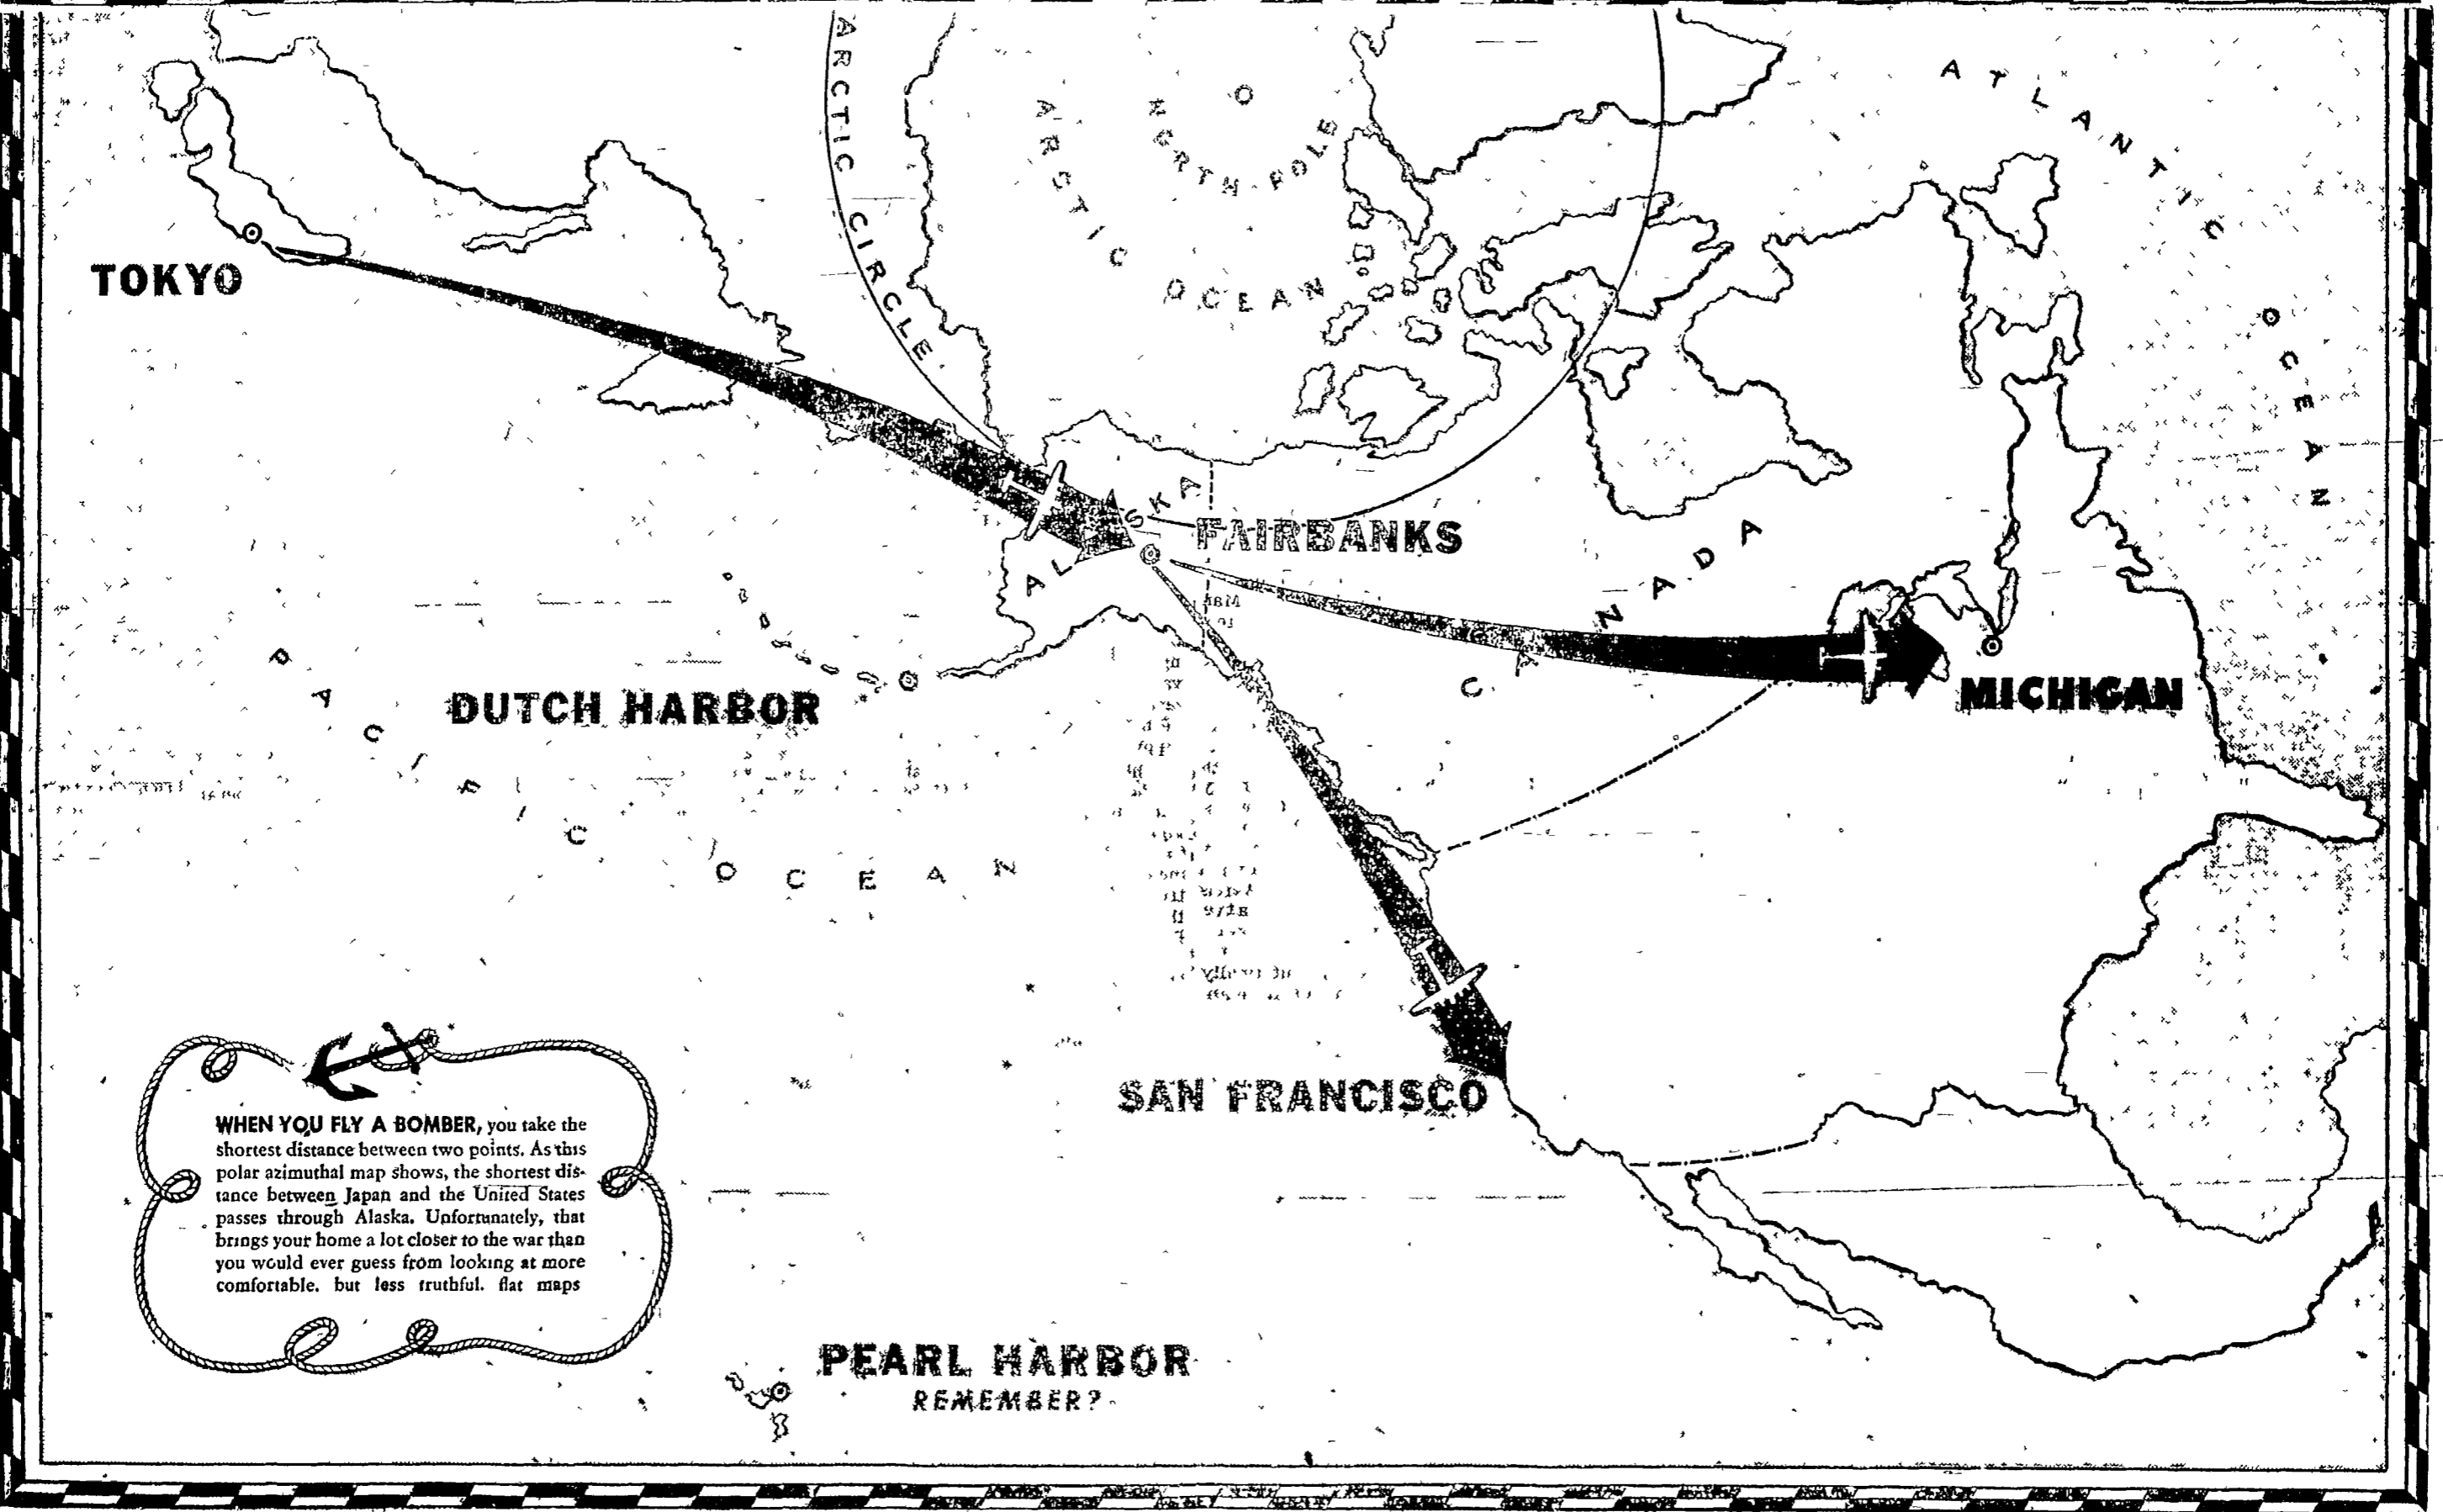 ARCTIC CIRCLE
ARCTIC OCEAN
NORTH POLE
ATLANTIC OCEAN
TOKYO
ALASKA
FAIRBANKS
CANADA
DUTCH HARBOR
MICHIGAN
PACIFIC OCEAN
SAN FRANCISCO
WHEN YOU FLY A BOMBER, you take the
shortest distance between two points. As this
polar azimuthal map shows, the shortest dis-
tance between Japan and the United States
passes through Alaska. Unfortunately, that
brings your home a lot closer to the war than
you would ever guess from looking at more
comfortable. but less truthful. flat maps
PEARL HARBOR
REMEMBER?